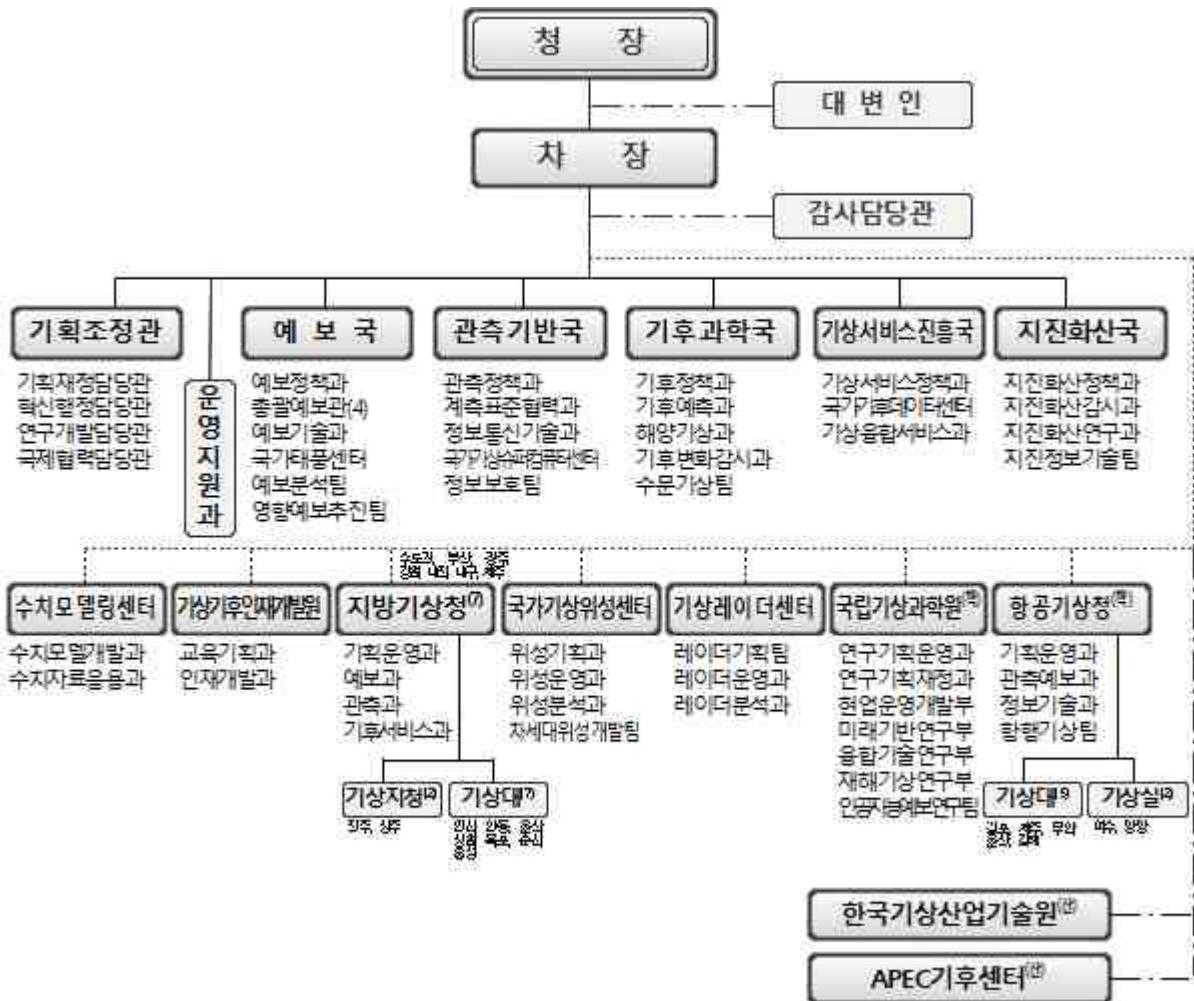 청 장
대 변 인
차 장
감사담당관
기획조정관
기획재정담당관
혁신행정담당관
연구개발담당관
국제협력담당관
운영지원과
예 보 국
예보정책과
총괄예보관(4)
예보기술과
국가태풍센터
예보분석팀
영향예보추진팀
관측기반국
관측정책과
계측표준협력과
정보통신기술과
국가기상슈퍼컴퓨터센터
정보보호팀
기후과학국
기후정책과
기후예측과
해양기상과
기후변화감시과
수문기상팀
기상서비스진흥국
기상서비스정책과
국가기후데이터센터
기상융합서비스과
지진화산국
지진화산정책과
지진화산감시과
지진화산연구과
지진정보기술팀
수치모델링센터
수치모델개발과
수치자료응용과
기상기후인재개발원
교육기획과
인재개발과
지방기상청(7)
기획운영과
예보과
관측과
기후서비스과
기상지청
기상대
국가기상위성센터
위성기획과
위성운영과
위성분석과
차세대위성개발팀
기상레이더센터
레이더기획팀
레이더운영과
레이더분석과
국립기상과학원(책)
연구기획운영과
연구기획재정과
현업운영개발부
미래기반연구부
융합기술연구부
재해기상연구부
인공지능예보연구팀
항공기상청(책)
기획운영과
관측예보과
정보기술과
항행기상팀
기상대
기상실
한국기상산업기술원(산)
APEC기후센터(산)